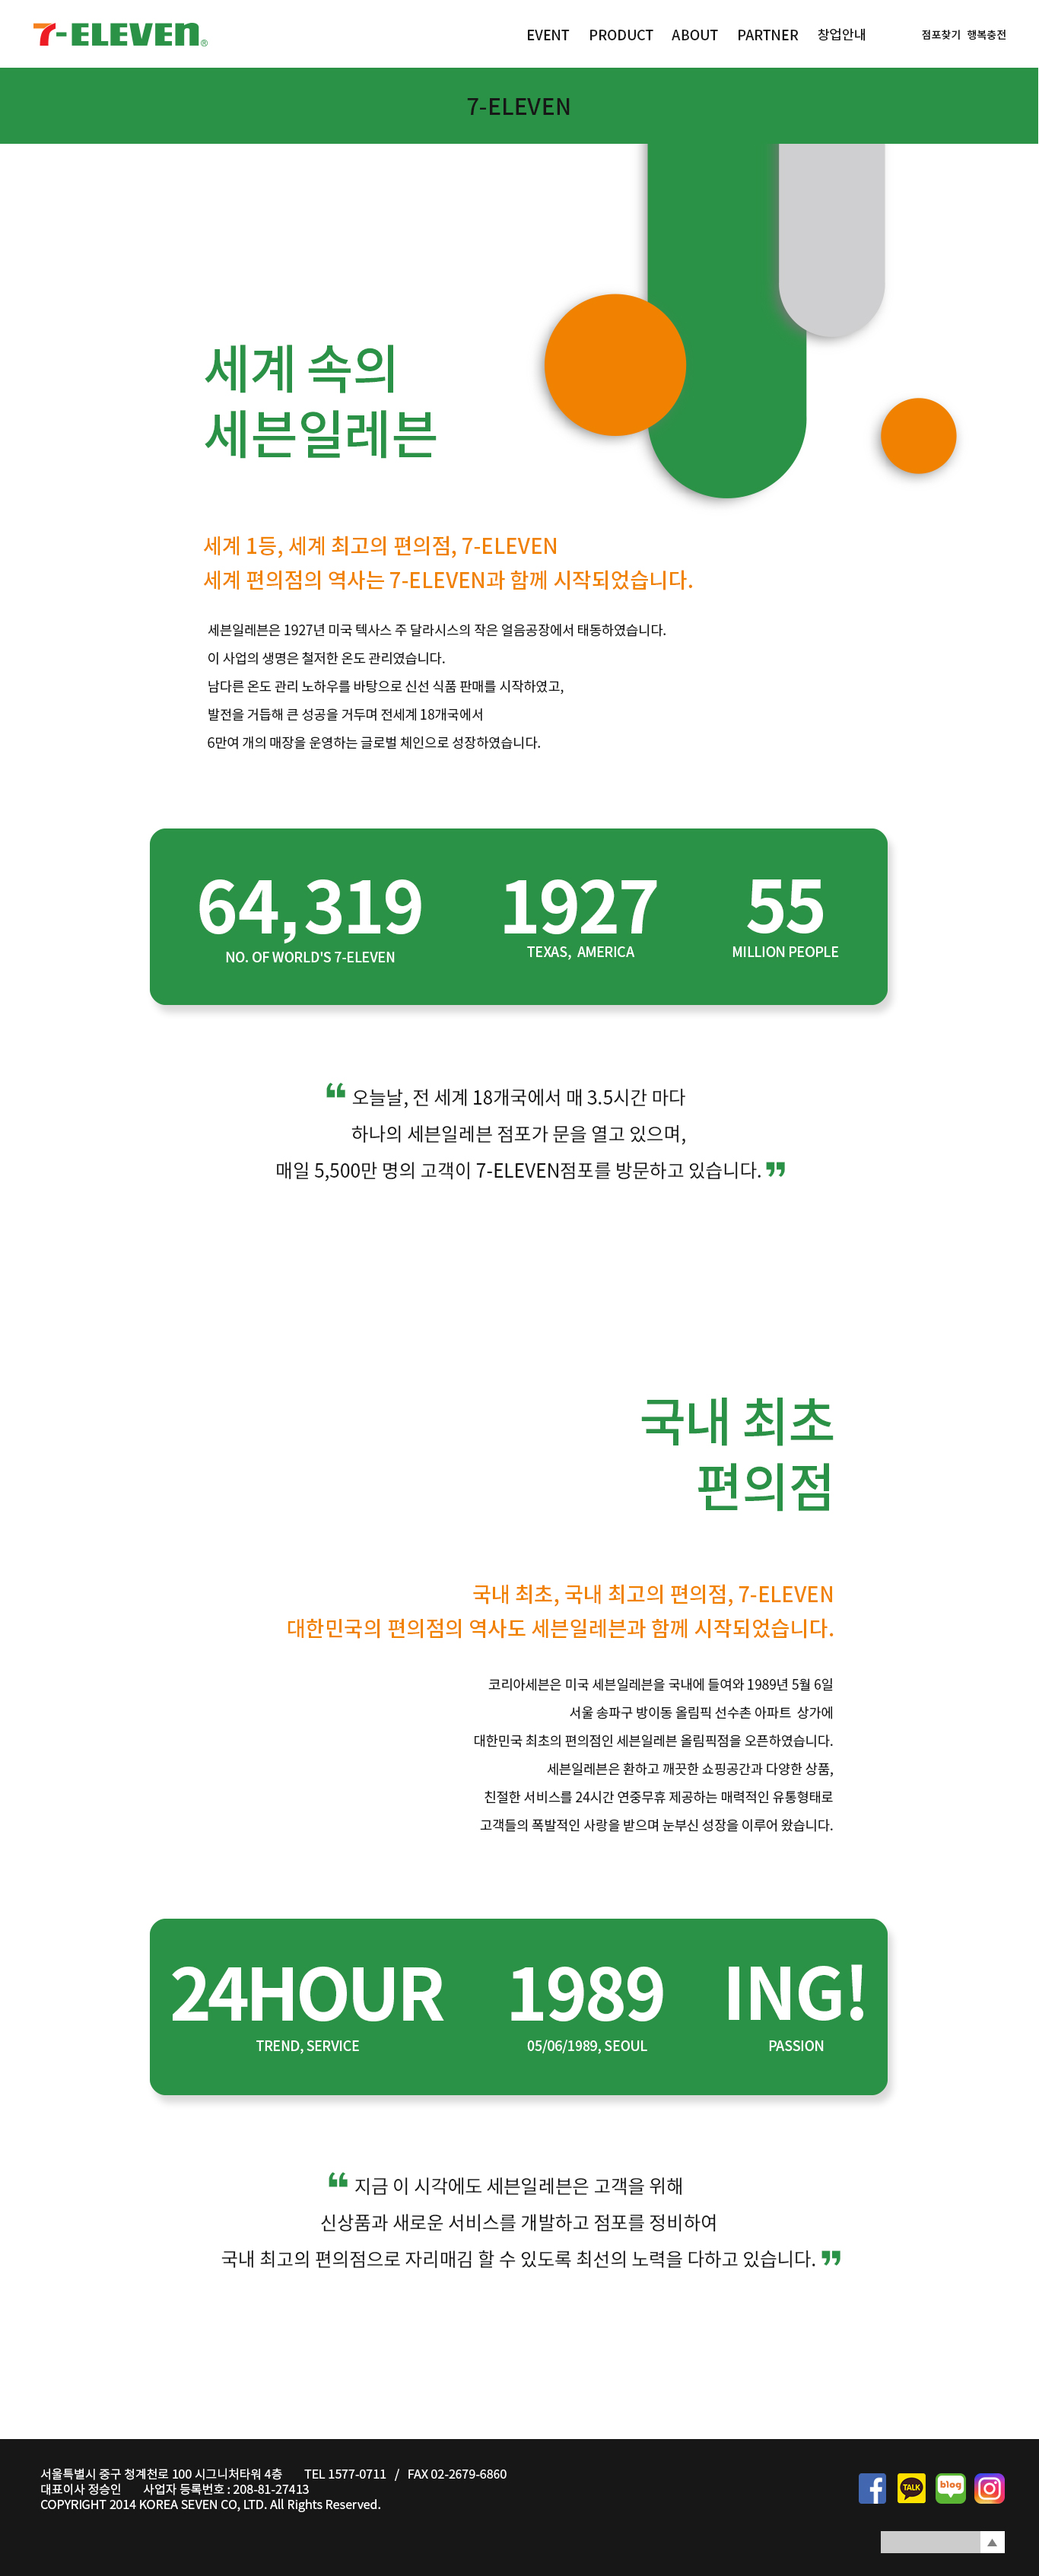 7-ELEVEN®
EVENT PRODUCT ABOUT PARTNER 창업안내 점포찾기 행복충전
7-ELEVEN
세계 속의
세븐일레븐
세계 1등, 세계 최고의 편의점, 7-ELEVEN
세계 편의점의 역사는 7-ELEVEN과 함께 시작되었습니다.
세븐일레븐은 1927년 미국 텍사스 주 달라시스의 작은 얼음공장에서 태동하였습니다.
이 사업의 생명은 철저한 온도 관리였습니다.
남다른 온도 관리 노하우를 바탕으로 신선 식품 판매를 시작하였고,
발전을 거듭해 큰 성공을 거두며 전세계 18개국에서
6만여 개의 매장을 운영하는 글로벌 체인으로 성장하였습니다.
64,319 1927 55
NO. OF WORLD'S 7-ELEVEN TEXAS, AMERICA MILLION PEOPLE
“ 오늘날, 전 세계 18개국에서 매 3.5시간 마다
하나의 세븐일레븐 점포가 문을 열고 있으며,
매일 5,500만 명의 고객이 7-ELEVEN점포를 방문하고 있습니다. ”
국내 최초
편의점
국내 최초, 국내 최고의 편의점, 7-ELEVEN
대한민국의 편의점의 역사도 세븐일레븐과 함께 시작되었습니다.
코리아세븐은 미국 세븐일레븐을 국내에 들여와 1989년 5월 6일
서울 송파구 방이동 올림픽 선수촌 아파트 상가에
대한민국 최초의 편의점인 세븐일레븐 올림픽점을 오픈하였습니다.
세븐일레븐은 환하고 깨끗한 쇼핑공간과 다양한 상품,
친절한 서비스를 24시간 연중무휴 제공하는 매력적인 유통형태로
고객들의 폭발적인 사랑을 받으며 눈부신 성장을 이루어 왔습니다.
24HOUR 1989 ING!
TREND, SERVICE 05/06/1989, SEOUL PASSION
“ 지금 이 시각에도 세븐일레븐은 고객을 위해
신상품과 새로운 서비스를 개발하고 점포를 정비하여
국내 최고의 편의점으로 자리매김 할 수 있도록 최선의 노력을 다하고 있습니다. ”
서울특별시 중구 청계천로 100 시그니처타워 4층 TEL 1577-0711 / FAX 02-2679-6860
대표이사 정승인 사업자 등록번호 : 208-81-27413
COPYRIGHT 2014 KOREA SEVEN CO, LTD. All Rights Reserved.
TALK blog